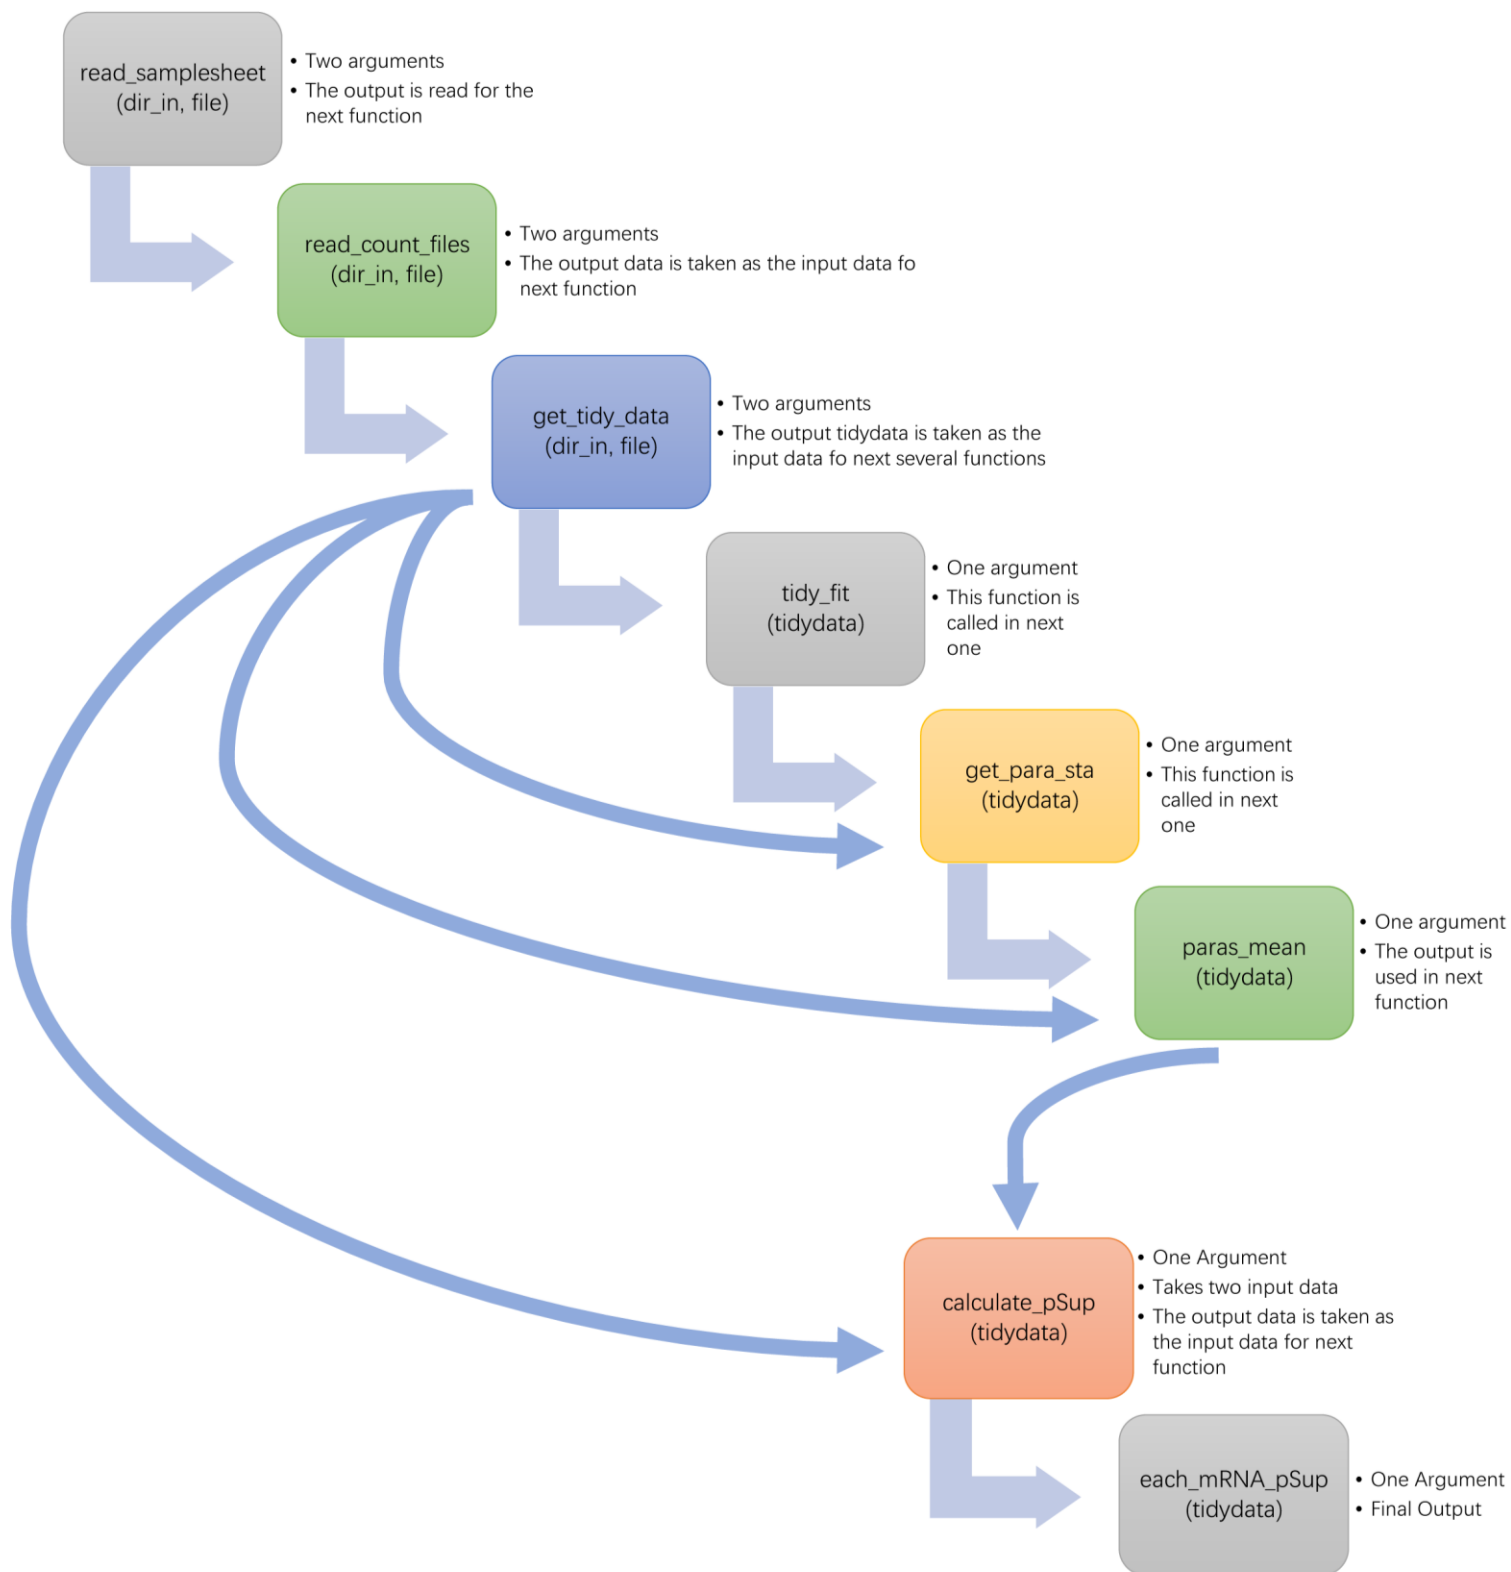 read_samplesheet
(dir_in, file)
• Two arguments
• The output is read for the
next function
read_count_files
(dir_in, file)
• Two arguments
• The output data is taken as the input data fo
next function
get_tidy_data
(dir_in, file)
• Two arguments
• The output tidydata is taken as the
input data fo next several functions
tidy_fit
(tidydata)
• One argument
• This function is
called in next
one
get_para_sta
(tidydata)
• One argument
• This function is
called in next
one
paras_mean
(tidydata)
• One argument
• The output is
used in next
function
calculate_pSup
(tidydata)
• One Argument
• Takes two input data
• The output data is taken as
the input data for next
function
each_mRNA_pSup
(tidydata)
• One Argument
• Final Output